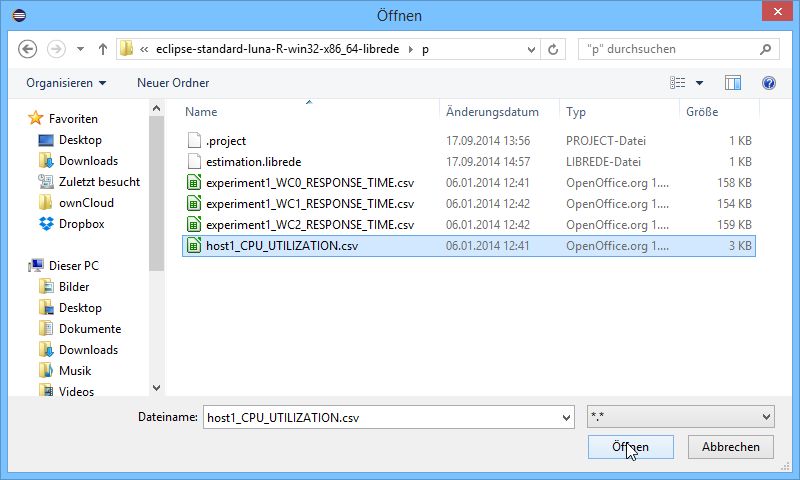 Öffnen
eclipse-standard-luna-R-win32-x86_64-librede ▸ p
"p" durchsuchen
Organisieren Neuer Ordner
Name Änderungsdatum Typ Größe
.project 17.09.2014 13:56 PROJECT-Datei 1 KB
estimation.librede 17.09.2014 14:57 LIBREDE-Datei 1 KB
experiment1_WC0_RESPONSE_TIME.csv 06.01.2014 12:41 OpenOffice.org 1.... 158 KB
experiment1_WC1_RESPONSE_TIME.csv 06.01.2014 12:42 OpenOffice.org 1.... 154 KB
experiment1_WC2_RESPONSE_TIME.csv 06.01.2014 12:42 OpenOffice.org 1.... 159 KB
host1_CPU_UTILIZATION.csv 06.01.2014 12:41 OpenOffice.org 1.... 3 KB
Favoriten
Desktop
Downloads
Zuletzt besucht
ownCloud
Dropbox
Dieser PC
Bilder
Desktop
Dokumente
Downloads
Musik
Videos
Dateiname: host1_CPU_UTILIZATION.csv *.*
Öffnen Abbrechen